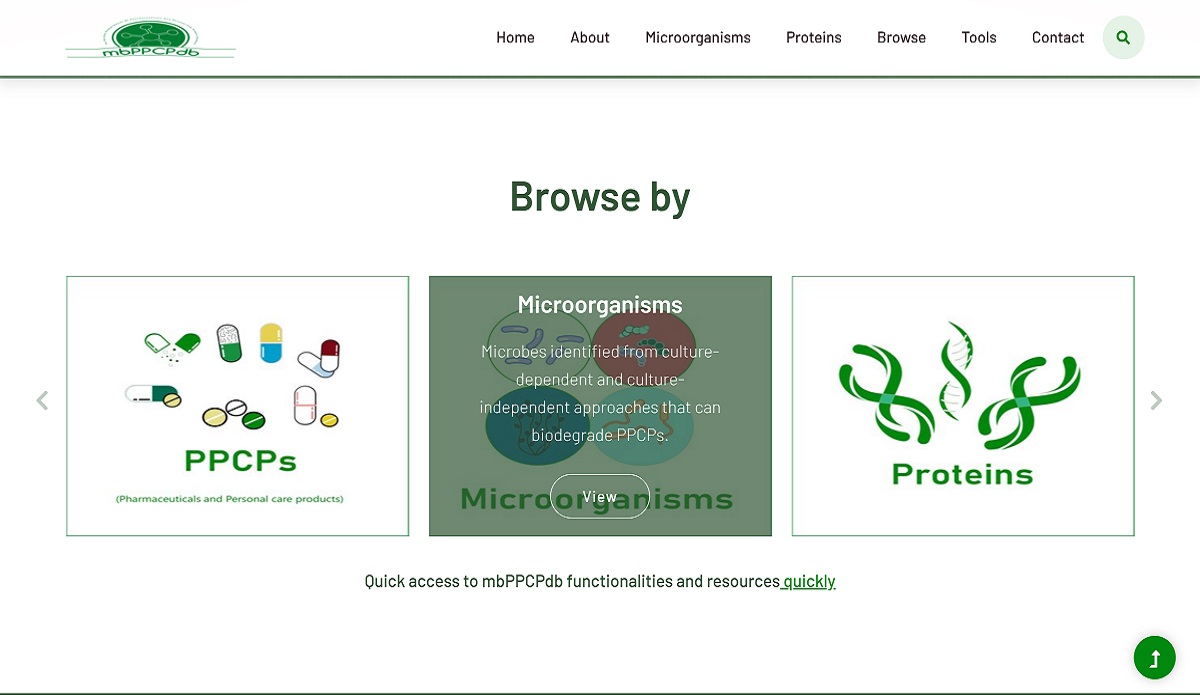 mbPPCPdb
Home About Microorganisms Proteins Browse Tools Contact
Browse by
PPCPs
(Pharmaceuticals and Personal care products)
Microorganisms
Microbes identified from culture-
dependent and culture-
independent approaches that can
biodegrade PPCPs.
View
Microorganisms
Proteins
Quick access to mbPPCPdb functionalities and resources quickly